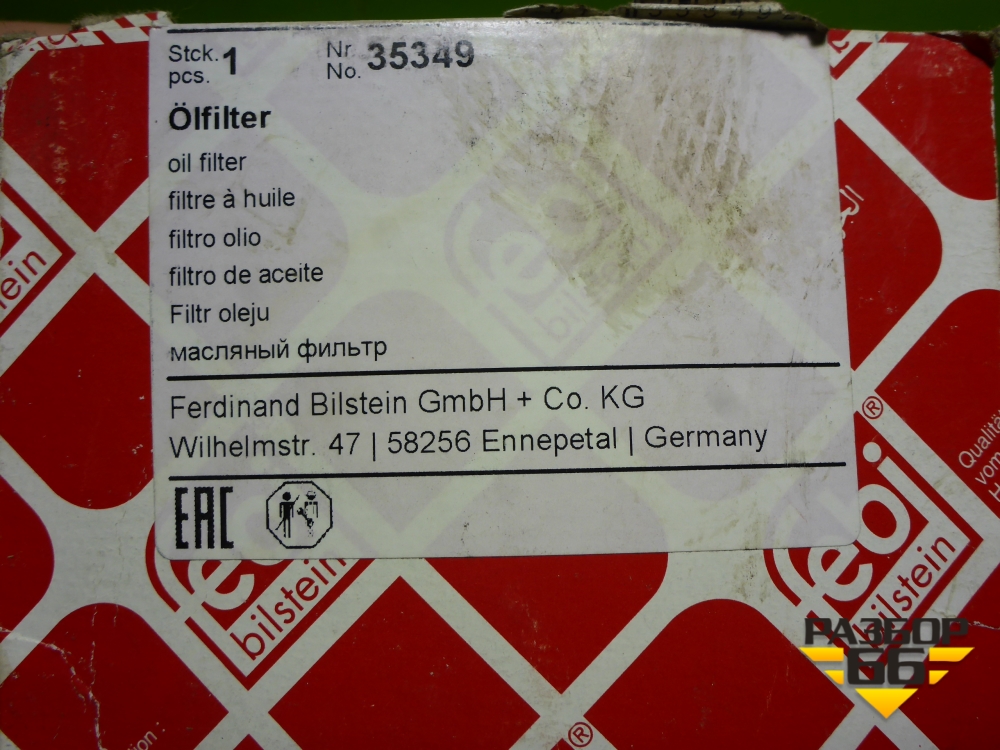 Stck. 1 Nr. 35349
pcs. No.
Ölfilter
oil filter
filtre à huile
filtro olio
filtro de aceite
Filtr oleju
масляный фильтр
Ferdinand Bilstein GmbH + Co. KG
Wilhelmstr. 47 | 58256 Ennepetal | Germany
EAC
febi
bilstein
febi ®
bilstein
РАЗБОР
66